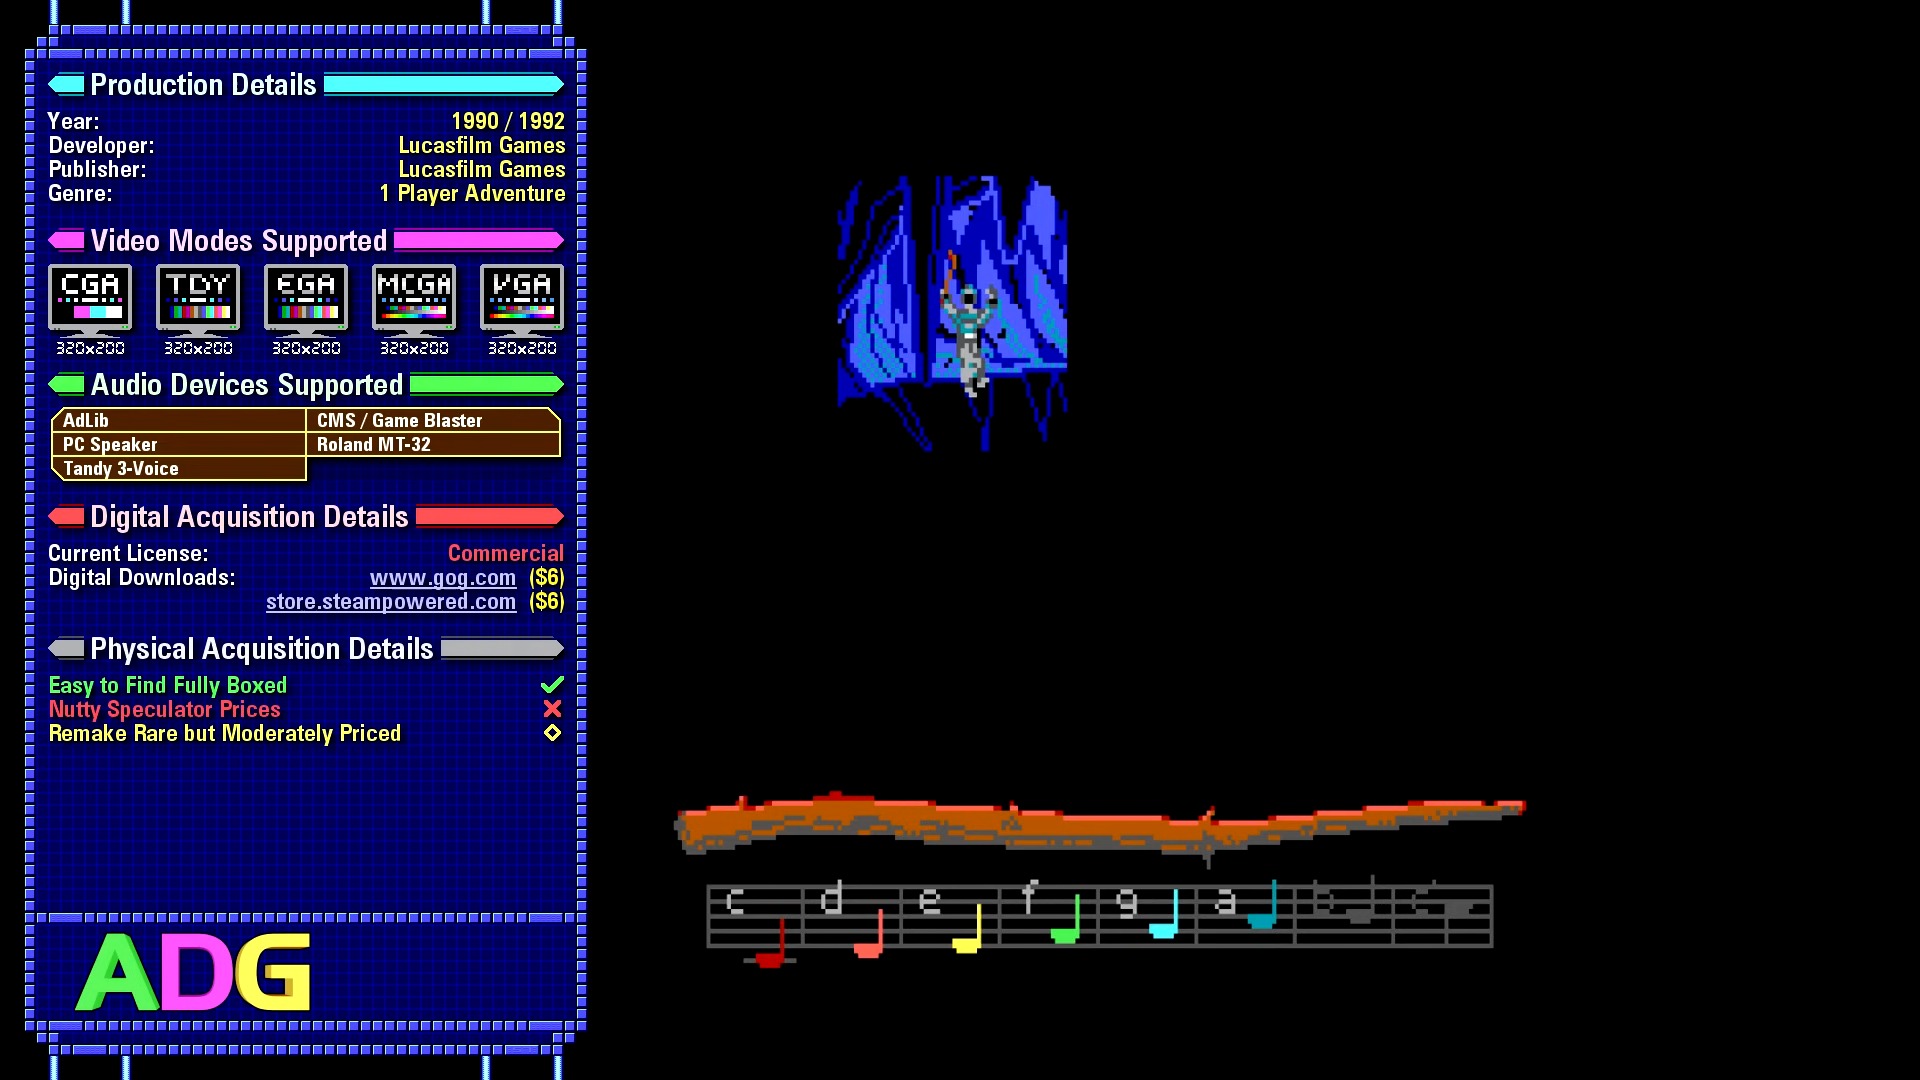 Production Details
Year: 1990 / 1992
Developer: Lucasfilm Games
Publisher: Lucasfilm Games
Genre: 1 Player Adventure
Video Modes Supported
CGA TDY EGA MCGA VGA
320x200 320x200 320x200 320x200 320x200
Audio Devices Supported
AdLib CMS / Game Blaster
PC Speaker Roland MT-32
Tandy 3-Voice
Digital Acquisition Details
Current License: Commercial
Digital Downloads: www.gog.com ($6)
store.steampowered.com ($6)
Physical Acquisition Details
Easy to Find Fully Boxed
Nutty Speculator Prices
Remake Rare but Moderately Priced
c d e f g a
ADG